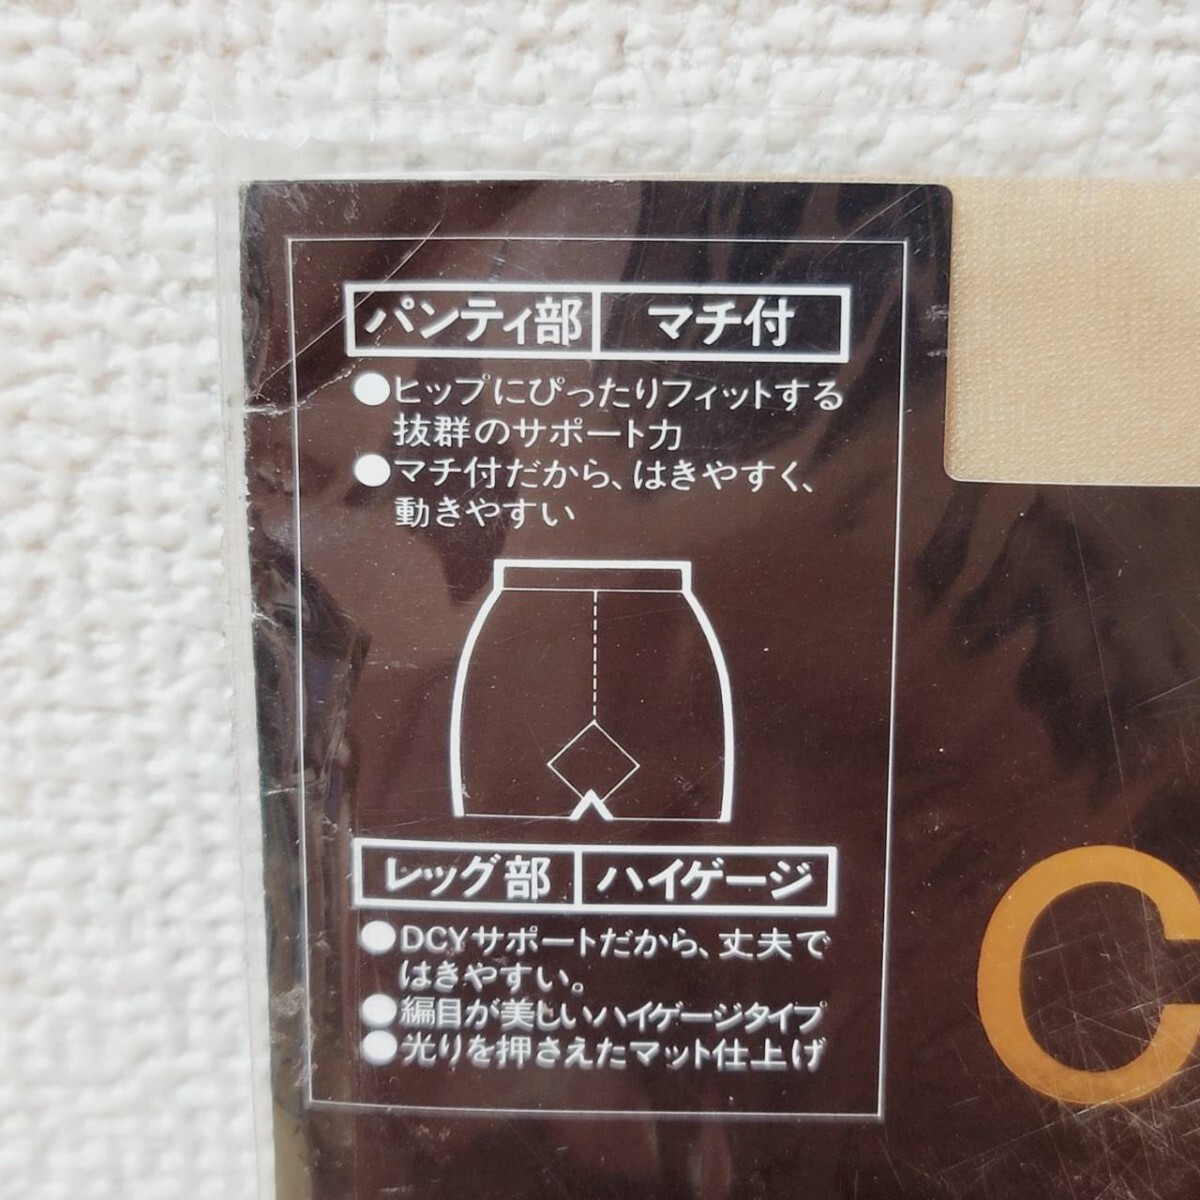 パンティ部 マチ付
●ヒップにぴったりフィットする
抜群のサポート力
●マチ付だから、はきやすく、
動きやすい
レッグ部 ハイゲージ
●DCYサポートだから、丈夫で
はきやすい。
●編目が美しいハイゲージタイプ
●光りを押さえたマット仕上げ
C